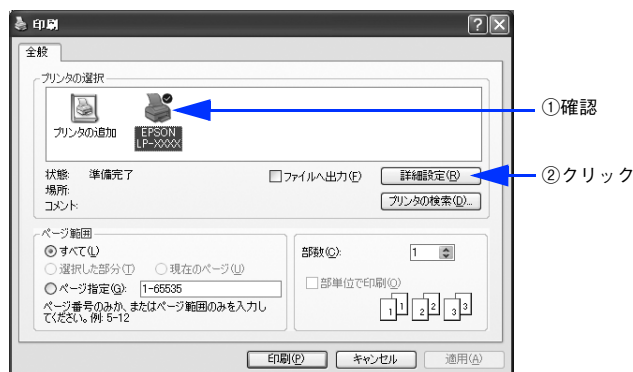 印刷
全般
プリンタの選択
プリンタの追加
EPSON
LP-XXXX
①確認
状態: 準備完了
場所:
コメント:
ファイルへ出力(F)
詳細設定(R)
②クリック
プリンタの検索(D)...
ページ範囲
すべて(L)
選択した部分(T) 現在のページ(U)
ページ指定(G): 1-65535
ページ番号のみか、またはページ範囲のみを入力し
てください。例: 5-12
部数(C): 1
部単位で印刷(O)
1 1 2 2 3 3
印刷(P) キャンセル 適用(A)